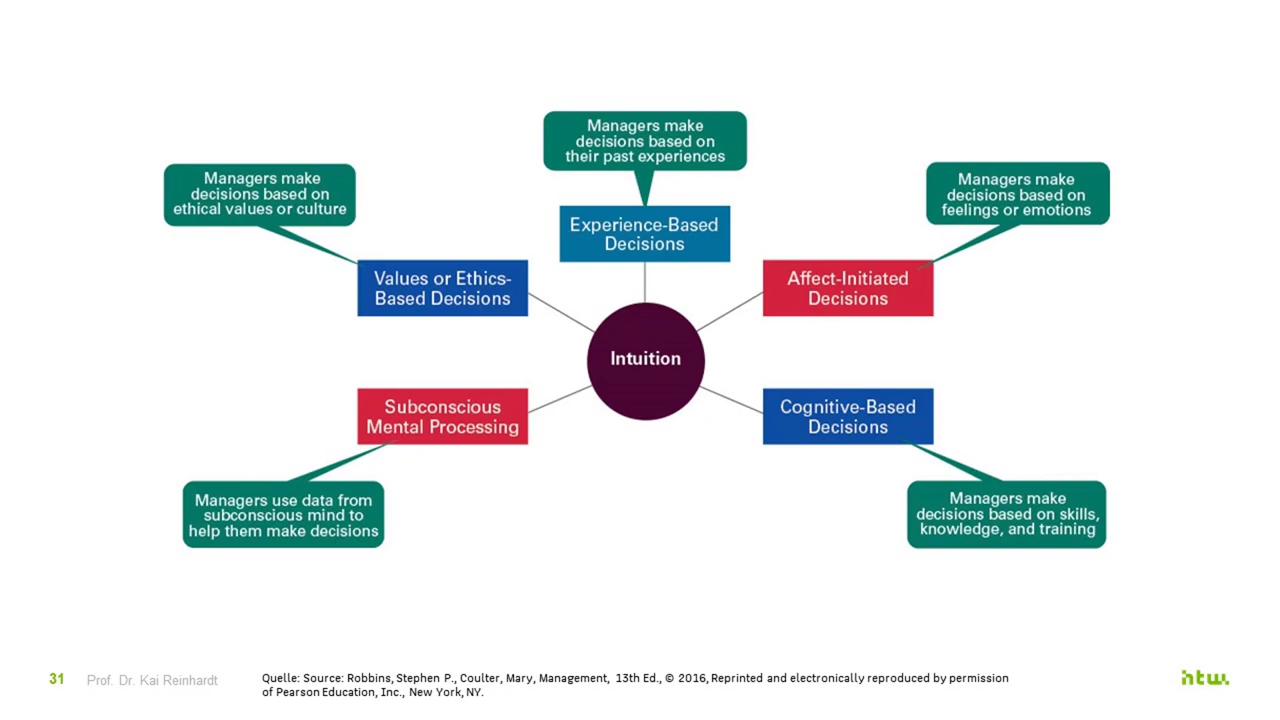 Managers make
decisions based on
their past experiences
Managers make
decisions based on
ethical values or culture
Managers make
decisions based on
feelings or emotions
Experience-Based
Decisions
Values or Ethics-
Based Decisions
Affect-Initiated
Decisions
Intuition
Subconscious
Mental Processing
Cognitive-Based
Decisions
Managers use data from
subconscious mind to
help them make decisions
Managers make
decisions based on skills,
knowledge, and training
31 Prof. Dr. Kai Reinhardt
Quelle: Source: Robbins, Stephen P., Coulter, Mary, Management, 13th Ed., © 2016, Reprinted and electronically reproduced by permission
of Pearson Education, Inc., New York, NY.
htw.